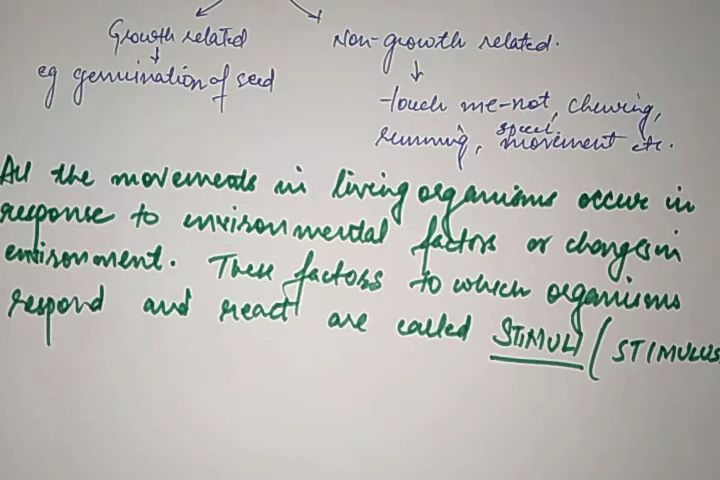 Growth related
Non-growth related.
eg germination of seed
touch me-not, chewing,
running, speed, movement etc.
All the movements in living organisms occur in
response to environmental factors or changes in
environment. These factors to which organisms
respond and react are called STIMULI (STIMULUS